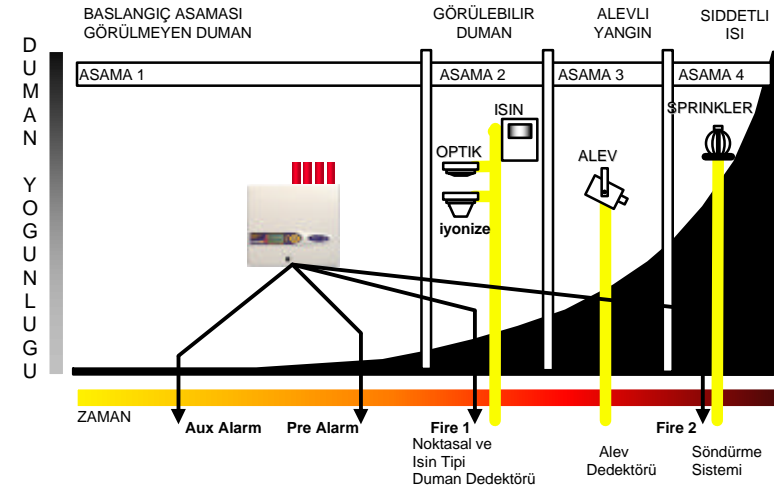 BASLANGIÇ ASAMASI
GÖRÜLMEYEN DUMAN
GÖRÜLEBILIR
DUMAN
ALEVLI
YANGIN
SIDDETLI
ISI
DUMAN YOGUNLUGU
ASAMA 1
ASAMA 2
ASAMA 3
ASAMA 4
ISIN
SPRINKLER
OPTIK
ALEV
iyonize
ZAMAN
Aux Alarm
Pre Alarm
Fire 1
Noktasal ve
Isin Tipi
Duman Dedektörü
Alev
Dedektörü
Fire 2
Söndürme
Sistemi